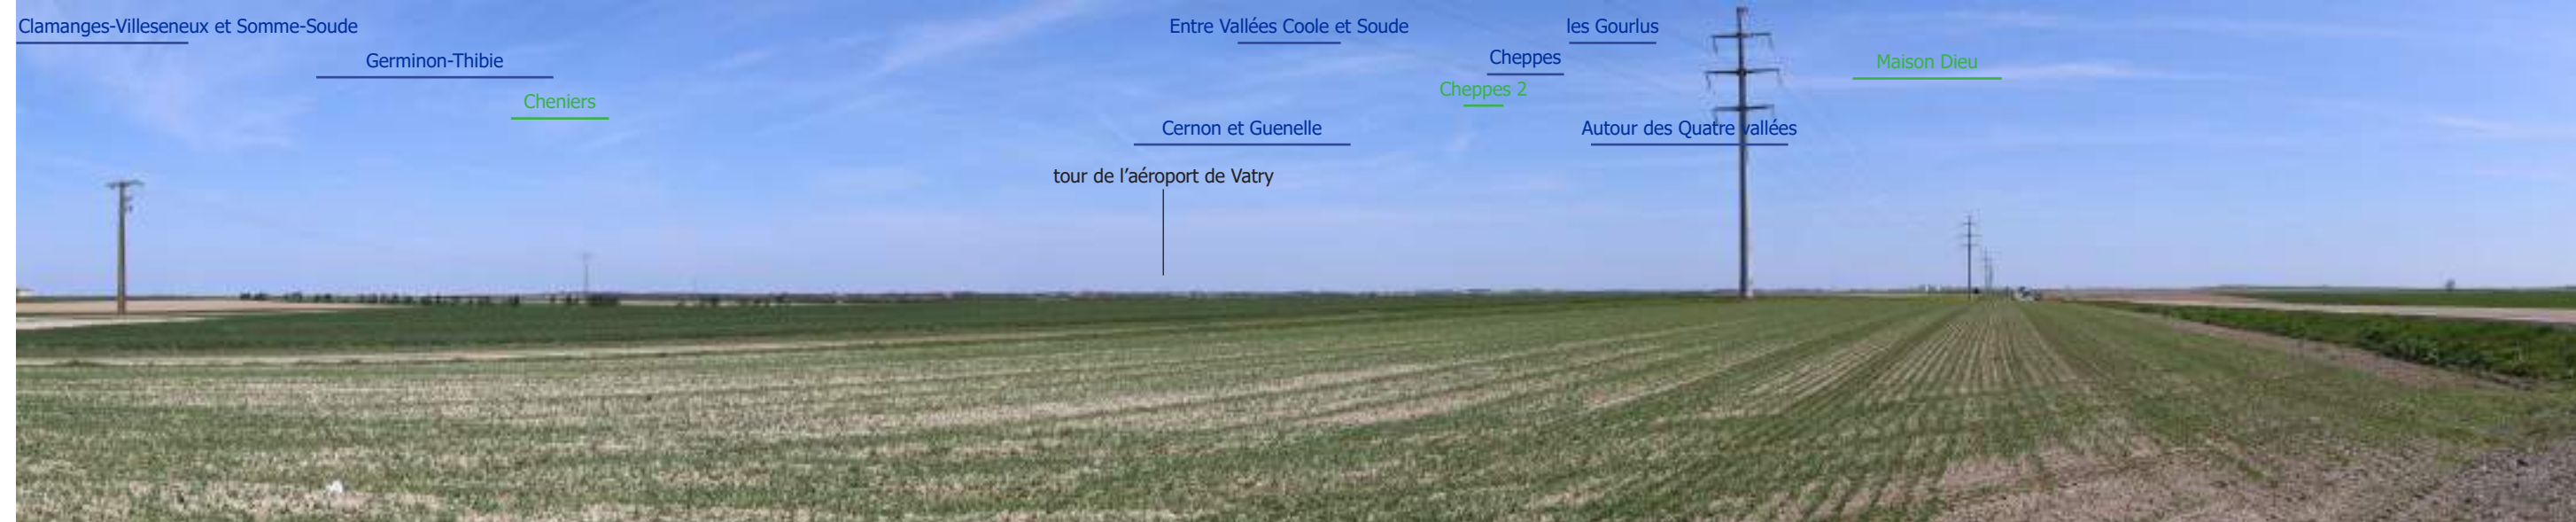 Clamanges-Villeseneux et Somme-Soude
Entre Vallées Coole et Soude
les Gourlus
Germinon-Thibie
Cheppes
Maison Dieu
Cheniers
Cheppes 2
Cernon et Guenelle
Autour des Quatre vallées
tour de l'aéroport de Vatry